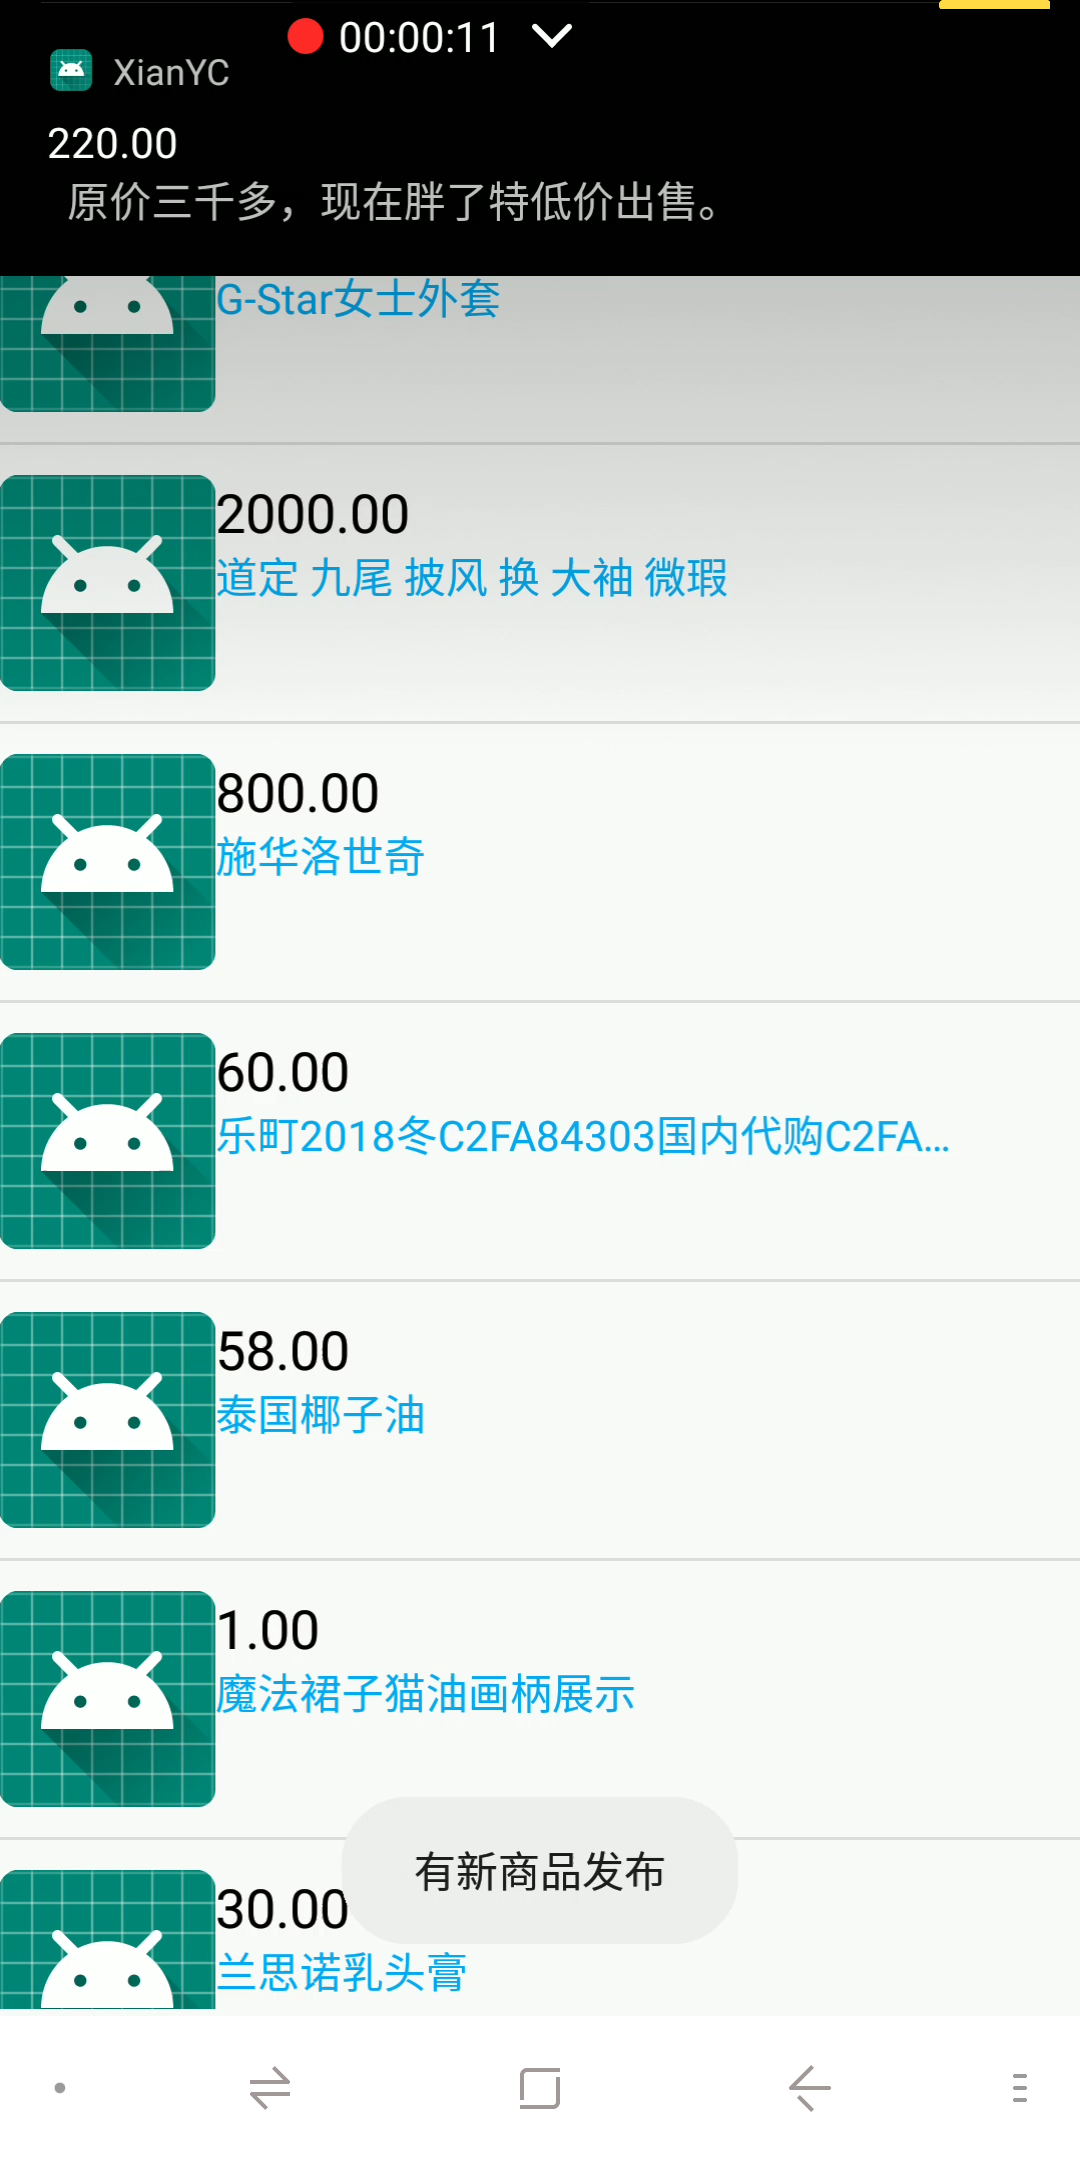 00:00:11
XianYC
220.00
原价三千多，现在胖了特低价出售。
G-Star女士外套
2000.00
道定 九尾 披风 换 大袖 微瑕
800.00
施华洛世奇
60.00
乐町2018冬C2FA84303国内代购C2FA...
58.00
泰国椰子油
1.00
魔法裙子猫油画柄展示
有新商品发布
30.00
兰思诺乳头膏